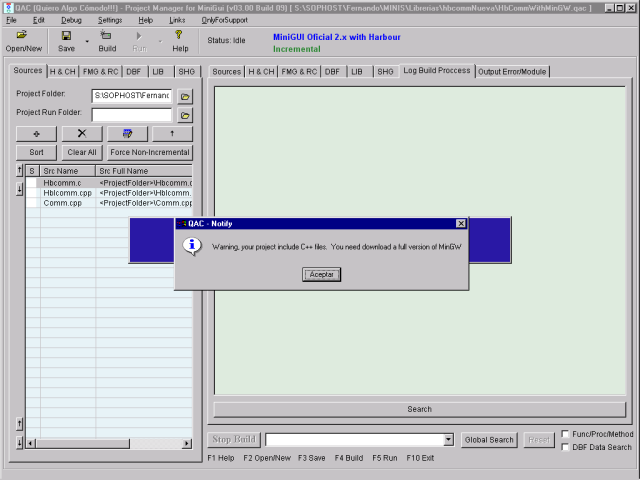 QAC (Quiero Algo Cómodo!!!) - Project Manager for MiniGui [v03.00 Build 09] [ S:\SOPHOST\Fernando\MINIS\Librerias\hbcommNueva\HbCommWithMinGW.qac ]
File Edit Debug Settings Help Links OnlyForSupport
Open/New Save Build Run Help
Status: Idle
MiniGUI Oficial 2.x with Harbour
Incremental
Sources H & CH FMG & RC DBF LIB SHG
Sources H & CH FMG & RC DBF LIB SHG Log Build Proccess Output Error/Module
Project Folder: S:\SOPHOST\Fernanc
Project Run Folder:
Sort Clear All Force Non-Incremental
S Src Name Src Full Name
Hbcomm.c <ProjectFolder>\Hbcomm.c
Hblcomm.cpp <ProjectFolder>\Hblcomm.
Comm.cpp <ProjectFolder>\Comm.cpp
QAC - Notify
Warning, your project include C++ files. You need download a full version of MinGW
Aceptar
Search
Stop Build Global Search Reset
Func/Proc/Method
DBF Data Search
F1 Help F2 Open/New F3 Save F4 Build F5 Run F10 Exit